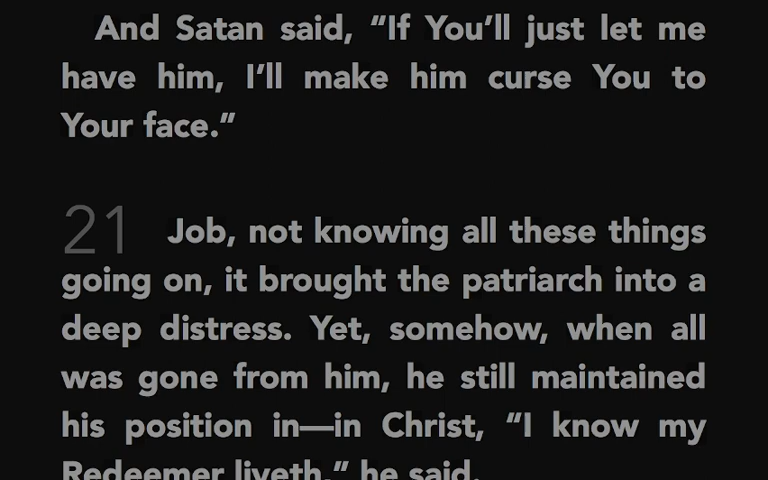 And Satan said, “If You’ll just let me
have him, I’ll make him curse You to
Your face.”
21 Job, not knowing all these things
going on, it brought the patriarch into a
deep distress. Yet, somehow, when all
was gone from him, he still maintained
his position in—in Christ, “I know my
Redeemer liveth,” he said.